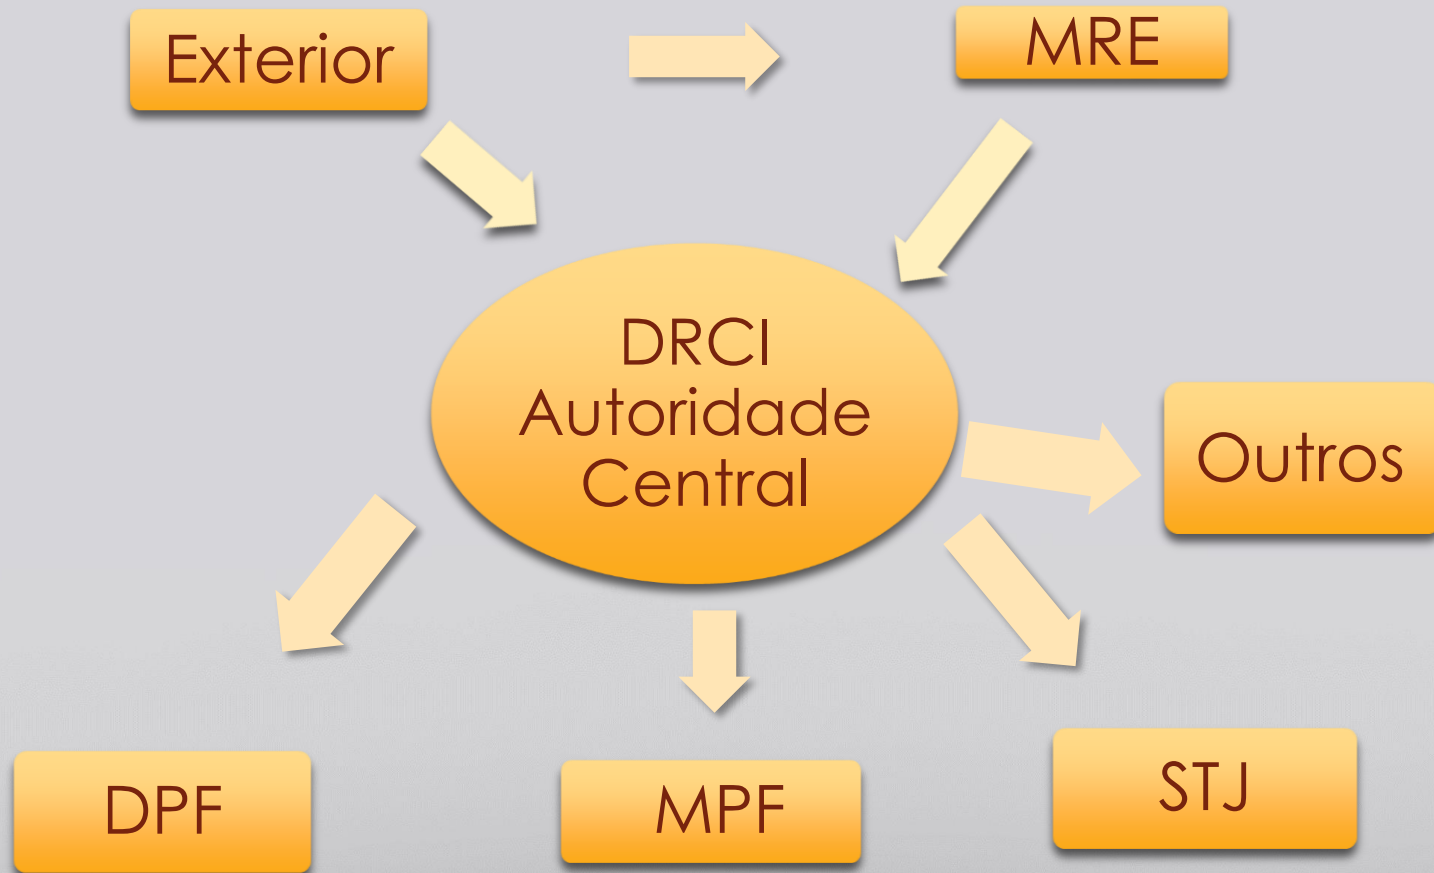 Exterior
MRE
DRCI
Autoridade
Central
Outros
DPF
MPF
STJ